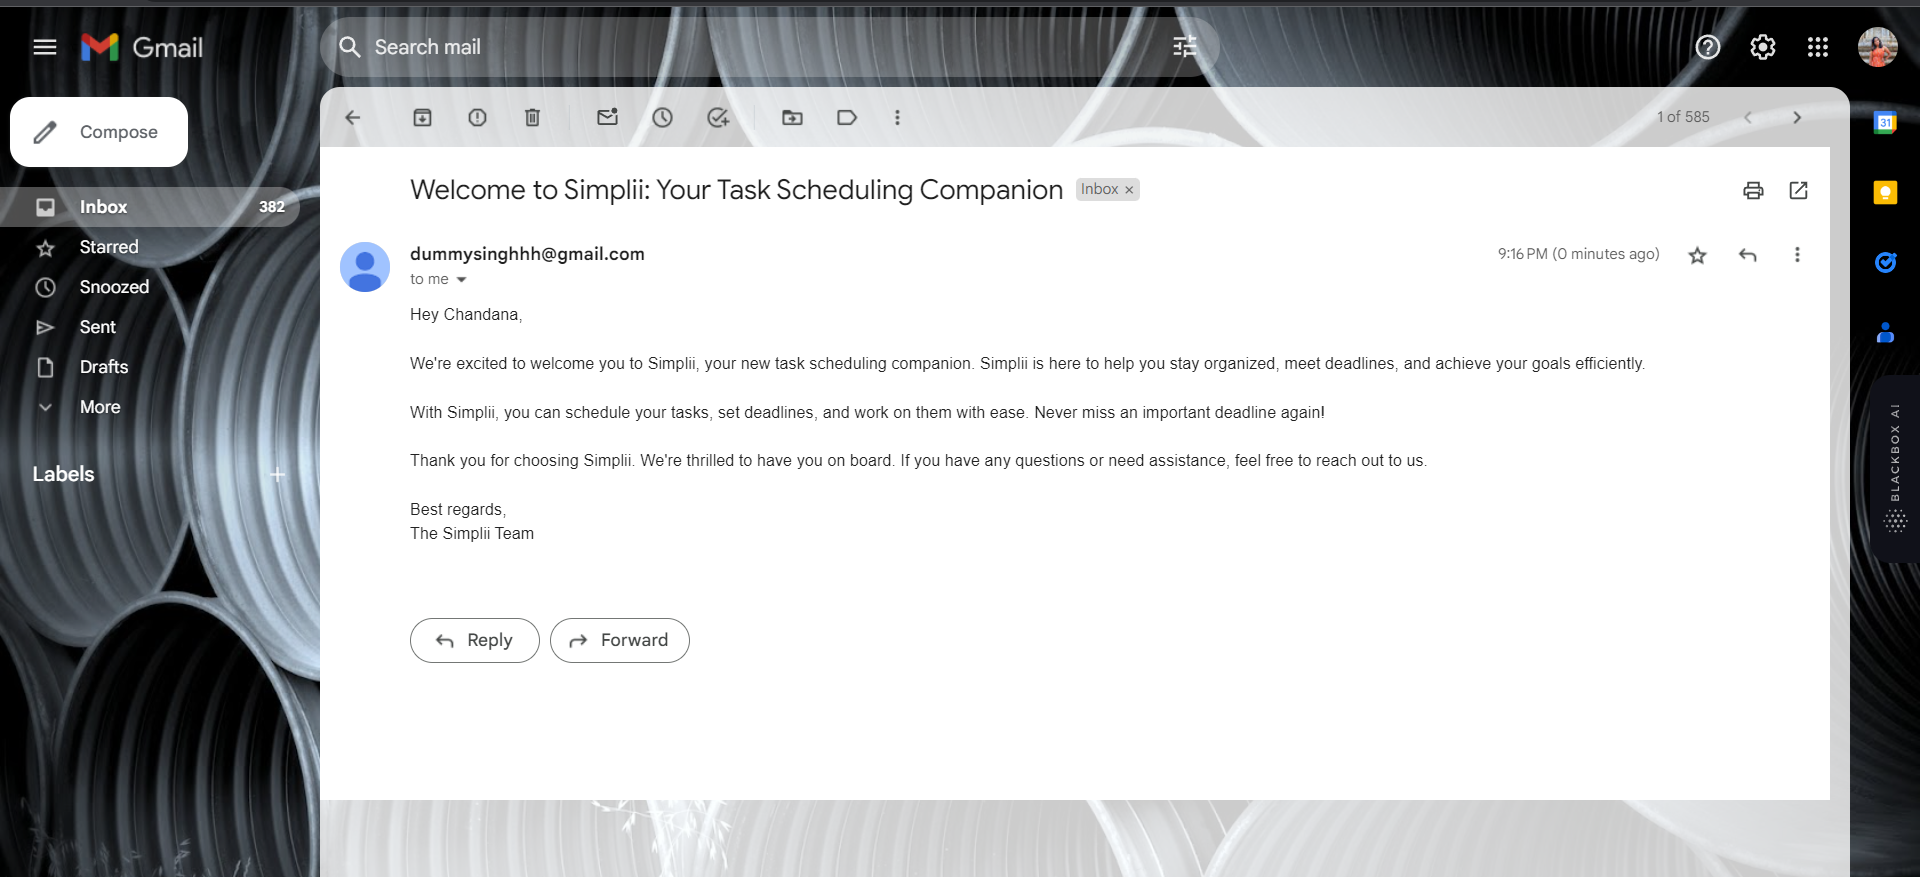 Gmail
Search mail
Compose
Inbox 382
Starred
Snoozed
Sent
Drafts
More
Labels
1 of 585
Welcome to Simplii: Your Task Scheduling Companion Inbox ×
dummysinghhh@gmail.com
9:16 PM (0 minutes ago)
to me
Hey Chandana,
We're excited to welcome you to Simplii, your new task scheduling companion. Simplii is here to help you stay organized, meet deadlines, and achieve your goals efficiently.
With Simplii, you can schedule your tasks, set deadlines, and work on them with ease. Never miss an important deadline again!
Thank you for choosing Simplii. We're thrilled to have you on board. If you have any questions or need assistance, feel free to reach out to us.
Best regards,
The Simplii Team
Reply
Forward
31
BLACKBOX AI